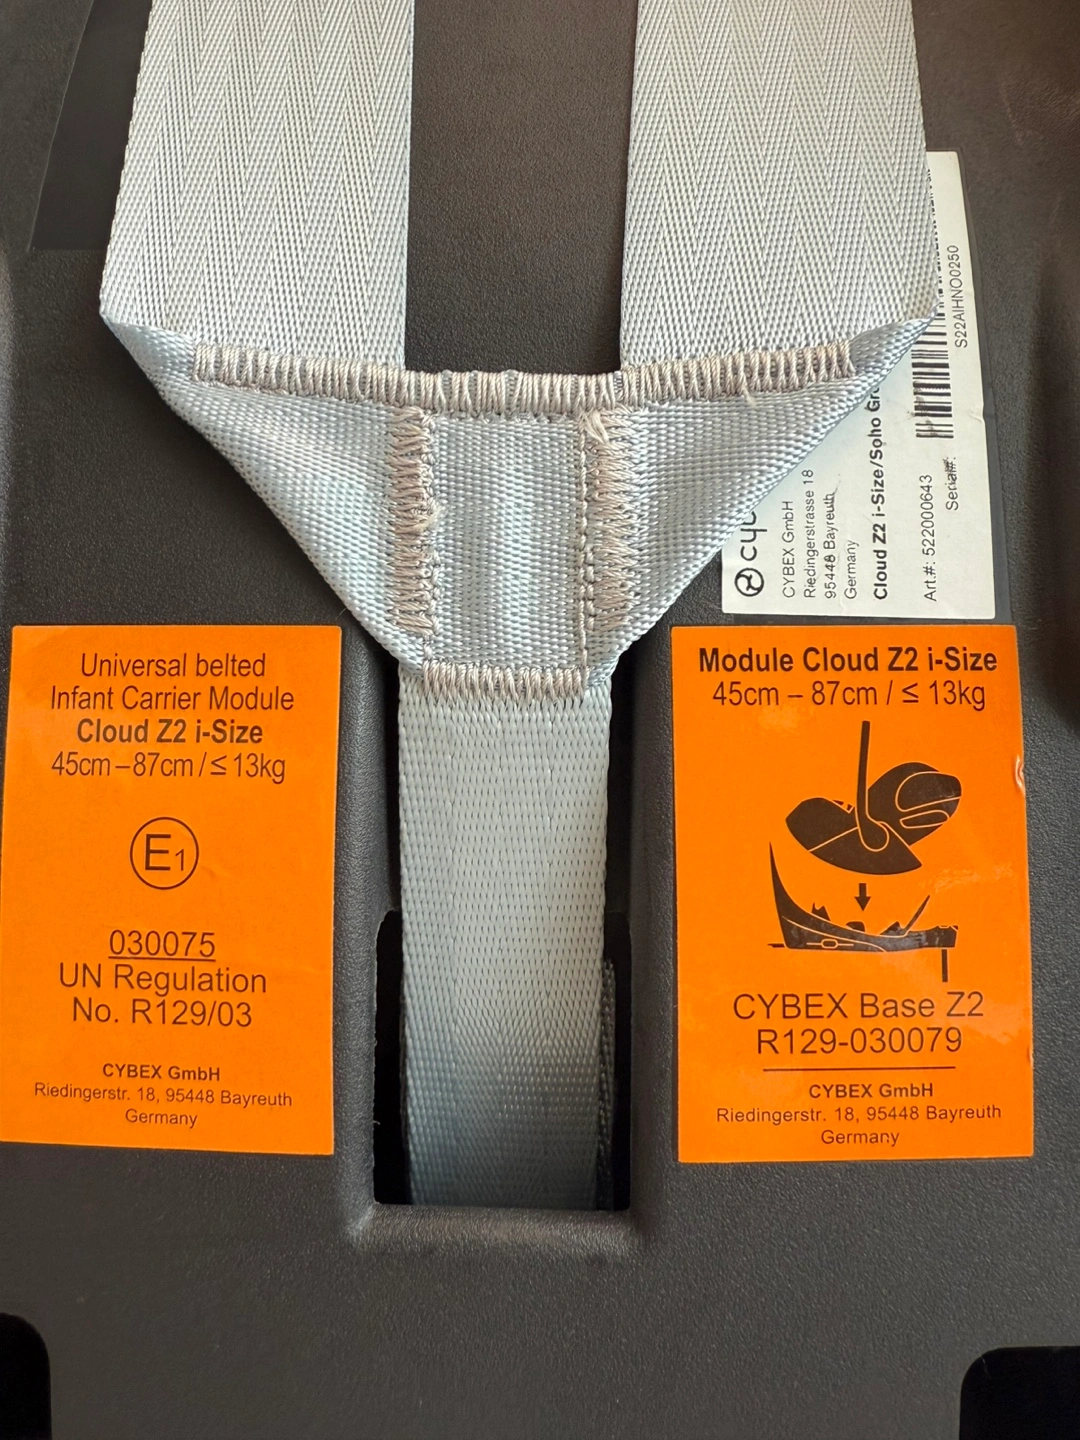 Universal belted
Infant Carrier Module
Cloud Z2 i-Size
45cm–87cm/≤13kg
E1
030075
UN Regulation
No. R129/03
CYBEX GmbH
Riedingerstr. 18, 95448 Bayreuth
Germany
CYBEX GmbH
Riedingerstrasse 18
95448 Bayreuth
Germany
Cloud Z2 i-Size/Soho
Art.#: 522000643
Serial#:
S22AIHNO0250
Module Cloud Z2 i-Size
45cm – 87cm / ≤ 13kg
CYBEX Base Z2
R129-030079
CYBEX GmbH
Riedingerstr. 18, 95448 Bayreuth
Germany